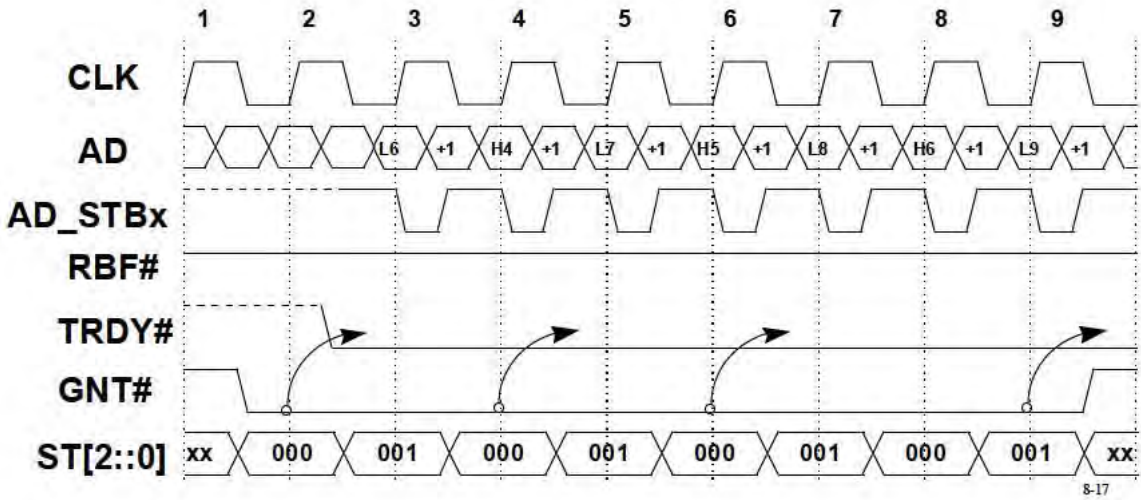 1 2 3 4 5 6 7 8 9
CLK
AD L6 +1 H4 +1 L7 +1 H5 +1 L8 +1 H6 +1 L9 +1
AD_STBx
RBF#
TRDY#
GNT#
ST[2::0] xx 000 001 000 001 000 001 000 001 xx
8-17